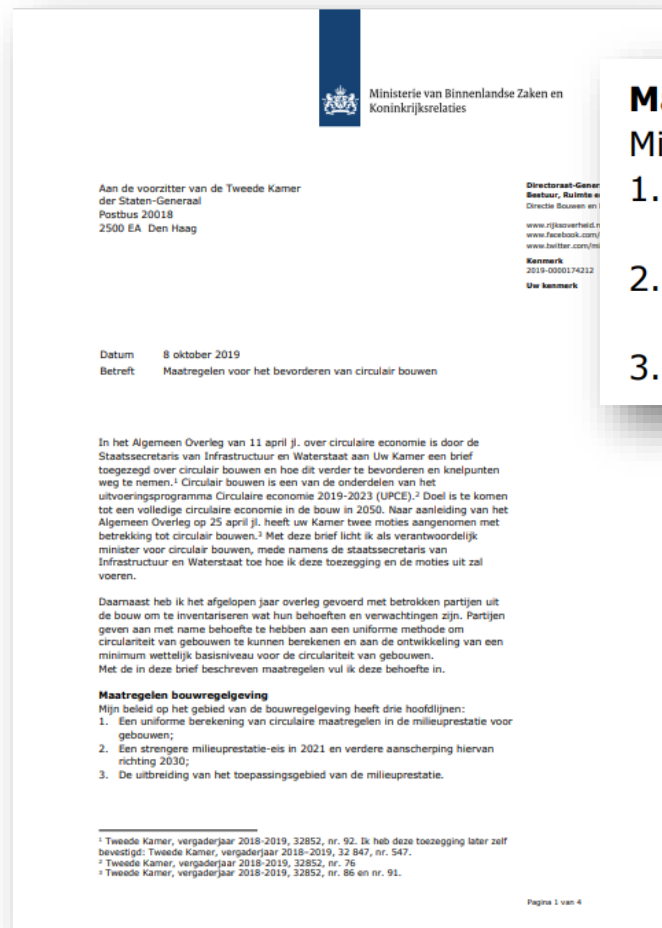 Ministerie van Binnenlandse Zaken en
Koninkrijksrelaties
Aan de voorzitter van de Tweede Kamer
der Staten-Generaal
Postbus 20018
2500 EA Den Haag
Directoraat-Gener
Bestuur, Ruimte e
Directie Bouwen en
www.rijksoverheid.n
www.facebook.com/
www.twitter.com/mi
Kenmerk
2019-0000174212
Uw kenmerk
Datum 8 oktober 2019
Betreft Maatregelen voor het bevorderen van circulair bouwen
In het Algemeen Overleg van 11 april jl. over circulaire economie is door de
Staatssecretaris van Infrastructuur en Waterstaat aan Uw Kamer een brief
toegezegd over circulair bouwen en hoe dit verder te bevorderen en knelpunten
weg te nemen.¹ Circulair bouwen is een van de onderdelen van het
uitvoeringsprogramma Circulaire economie 2019-2023 (UPCE).² Doel is te komen
tot een volledige circulaire economie in de bouw in 2050. Naar aanleiding van het
Algemeen Overleg op 25 april jl. heeft uw Kamer twee moties aangenomen met
betrekking tot circulair bouwen.³ Met deze brief licht ik als verantwoordelijk
minister voor circulair bouwen, mede namens de staatssecretaris van
Infrastructuur en Waterstaat toe hoe ik deze toezegging en de moties uit zal
voeren.
Daarnaast heb ik het afgelopen jaar overleg gevoerd met betrokken partijen uit
de bouw om te inventariseren wat hun behoeften en verwachtingen zijn. Partijen
geven aan met name behoefte te hebben aan een uniforme methode om
circulariteit van gebouwen te kunnen berekenen en aan de ontwikkeling van een
minimum wettelijk basisniveau voor de circulariteit van gebouwen.
Met de in deze brief beschreven maatregelen vul ik deze behoefte in.
Maatregelen bouwregelgeving
Mijn beleid op het gebied van de bouwregelgeving heeft drie hoofdlijnen:
1. Een uniforme berekening van circulaire maatregelen in de milieuprestatie voor
gebouwen;
2. Een strengere milieuprestatie-eis in 2021 en verdere aanscherping hiervan
richting 2030;
3. De uitbreiding van het toepassingsgebied van de milieuprestatie.
¹ Tweede Kamer, vergaderjaar 2018-2019, 32852, nr. 92. Ik heb deze toezegging later zelf
bevestigd: Tweede Kamer, vergaderjaar 2018–2019, 32 847, nr. 547.
² Tweede Kamer, vergaderjaar 2018-2019, 32852, nr. 76
³ Tweede Kamer, vergaderjaar 2018-2019, 32852, nr. 86 en nr. 91.
Pagina 1 van 4
Ma
Mi
1.
2.
3.